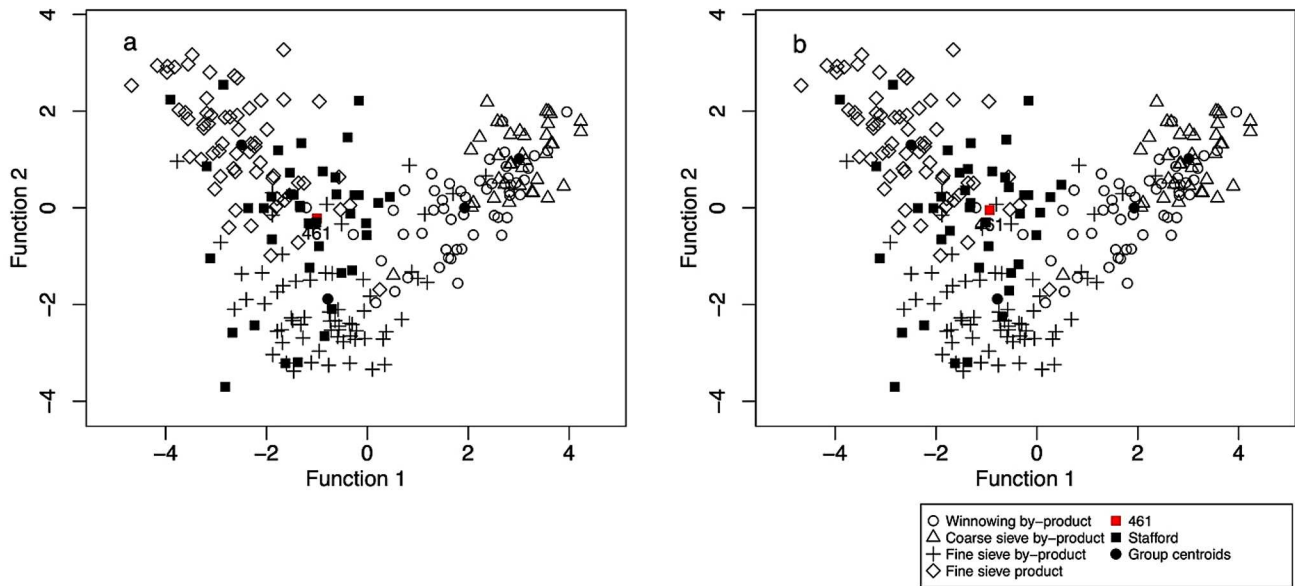 a
4
2
0
−2
−4
Function 2
461
−4 −2 0 2 4
Function 1
b
4
2
0
−2
−4
Function 2
461
−4 −2 0 2 4
Function 1
Winnowing by−product
Coarse sieve by−product
Fine sieve by−product
Fine sieve product
461
Stafford
Group centroids